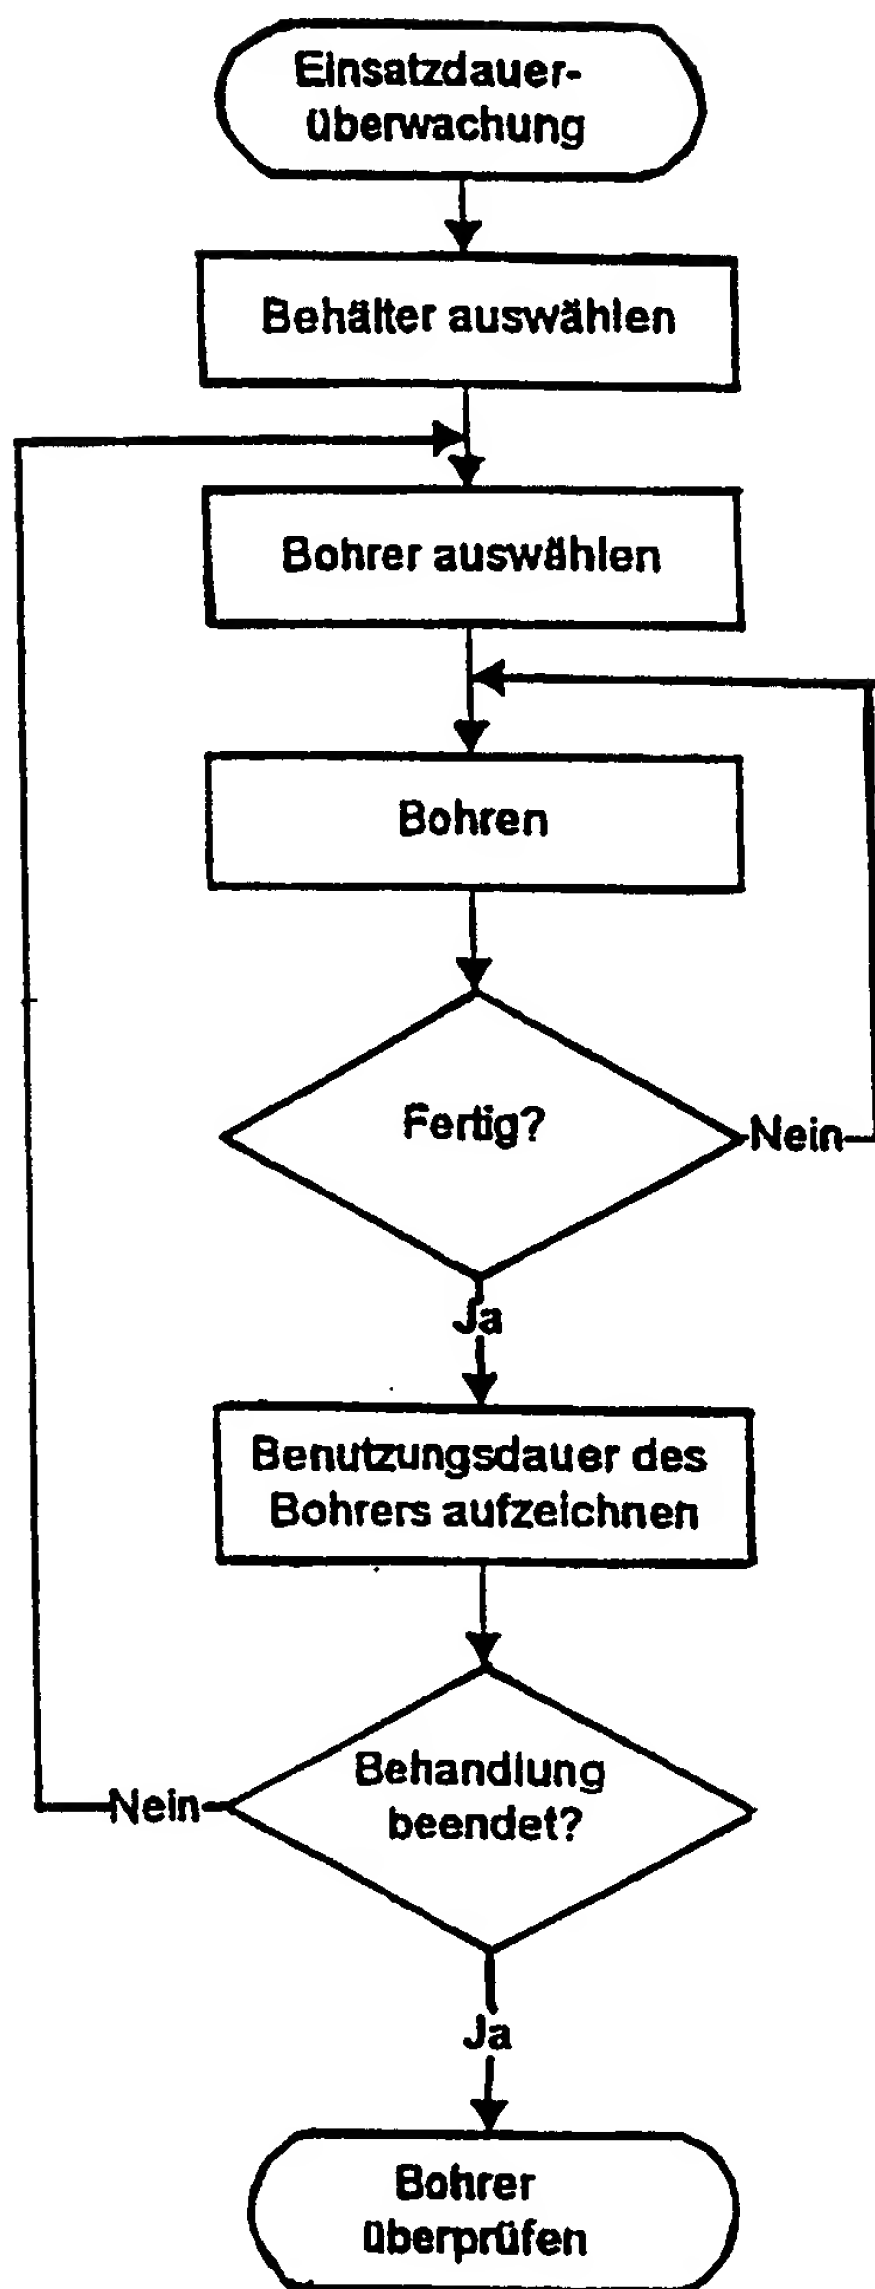 Einsatzdauer-
überwachung
Behälter auswählen
Bohrer auswählen
Bohren
Fertig?
Nein
Ja
Benutzungsdauer des
Bohrers aufzeichnen
Behandlung
beendet?
Nein
Ja
Bohrer
überprüfen